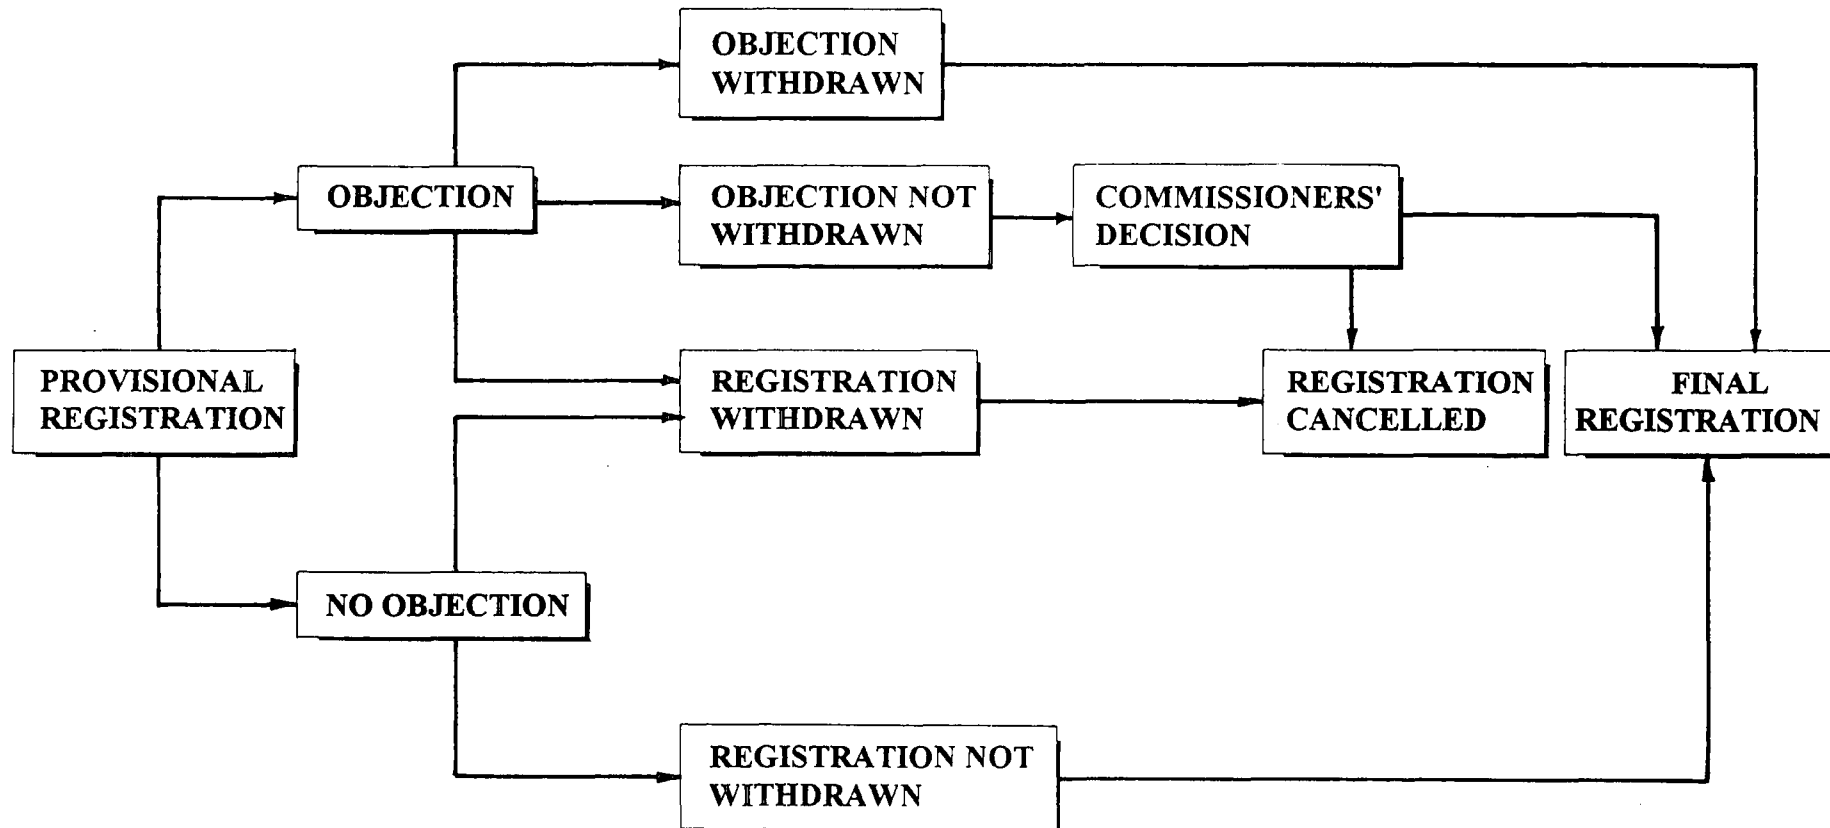 OBJECTION
WITHDRAWN
OBJECTION
OBJECTION NOT
WITHDRAWN
COMMISSIONERS'
DECISION
PROVISIONAL
REGISTRATION
REGISTRATION
WITHDRAWN
REGISTRATION
CANCELLED
FINAL
REGISTRATION
NO OBJECTION
REGISTRATION NOT
WITHDRAWN